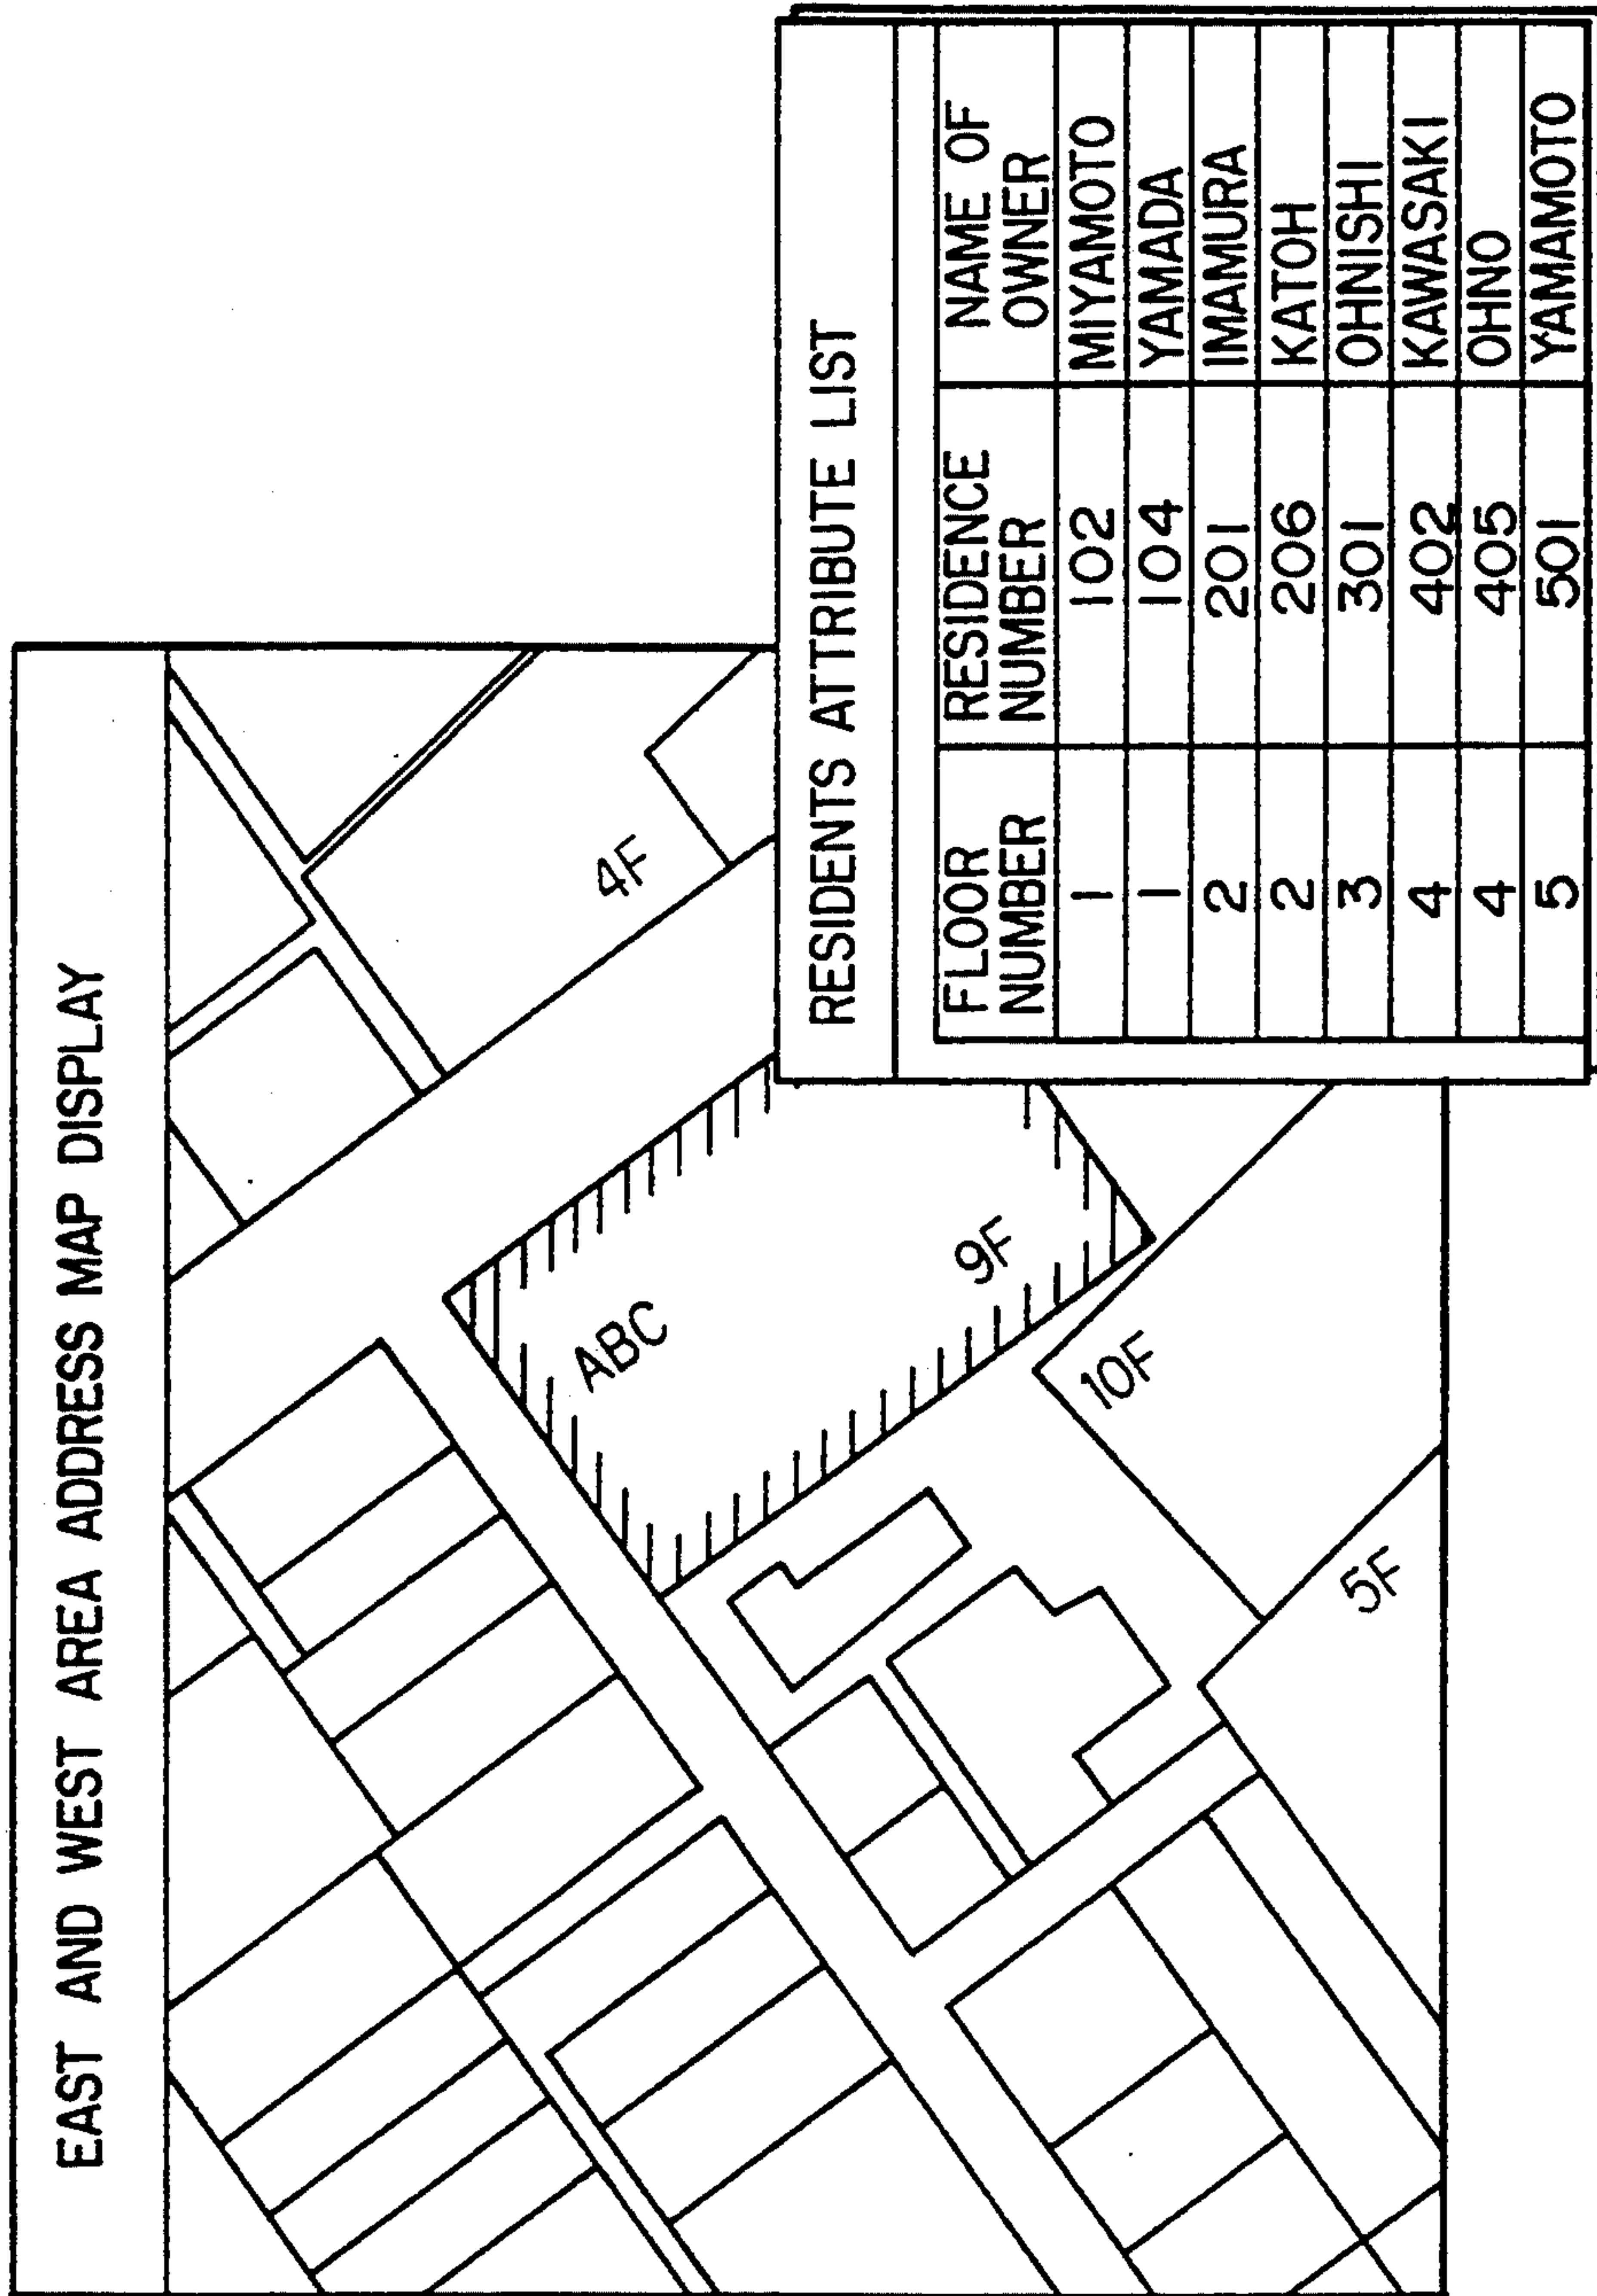 EAST AND WEST AREA ADDRESS MAP DISPLAY
4F
ABC
9F
10F
5F
RESIDENTS ATTRIBUTE LIST
FLOOR NUMBER RESIDENCE NUMBER NAME OF OWNER
1 102 MIYAMOTO
1 104 YAMADA
2 201 IMAMURA
2 206 KATOH
3 301 OHNISHI
4 402 KAWASAKI
4 405 OHNO
5 501 YAMAMOTO